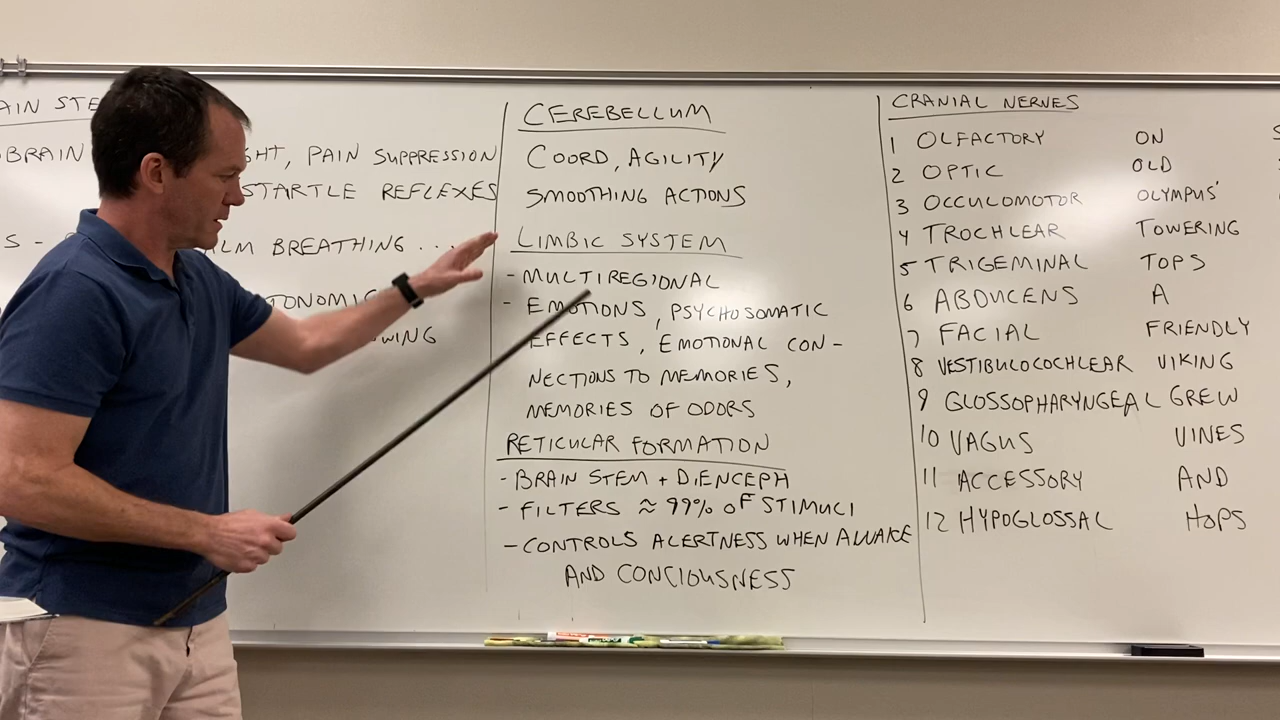 AIN STE
OBRAIN GHT, PAIN SUPPRESSION
STARTLE REFLEXES
S - ALM BREATHING ...
TONOMIC
WING
CEREBELLUM
COORD, AGILITY
SMOOTHING ACTIONS
LIMBIC SYSTEM
- MULTIREGIONAL
- EMOTIONS, PSYCHOSOMATIC
EFFECTS, EMOTIONAL CON-
NECTIONS TO MEMORIES,
MEMORIES OF ODORS
RETICULAR FORMATION
- BRAIN STEM + DIENCEPH
- FILTERS ≈ 99% OF STIMULI
- CONTROLS ALERTNESS WHEN AWAKE
AND CONCIOUSNESS
CRANIAL NERVES
1 OLFACTORY ON
2 OPTIC OLD
3 OCCULOMOTOR OLYMPUS'
4 TROCHLEAR TOWERING
5 TRIGEMINAL TOPS
6 ABDUCENS A
7 FACIAL FRIENDLY
8 VESTIBULOCOCHLEAR VIKING
9 GLOSSOPHARYNGEAL GREW
10 VAGUS VINES
11 ACCESSORY AND
12 HYPOGLOSSAL HOPS